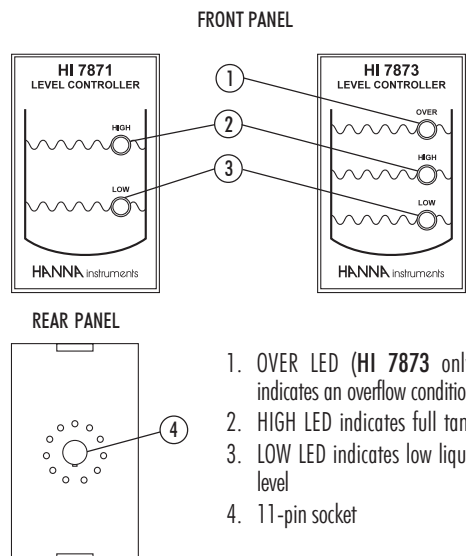 FRONT PANEL
HI 7871
LEVEL CONTROLLER
HIGH
LOW
HANNA instruments
1
2
3
HI 7873
LEVEL CONTROLLER
OVER
HIGH
LOW
HANNA instruments
REAR PANEL
4
1. OVER LED (HI 7873
indicates an overflow
2. HIGH LED indicates full
3. LOW LED indicates low
level
4. 11-pin socket